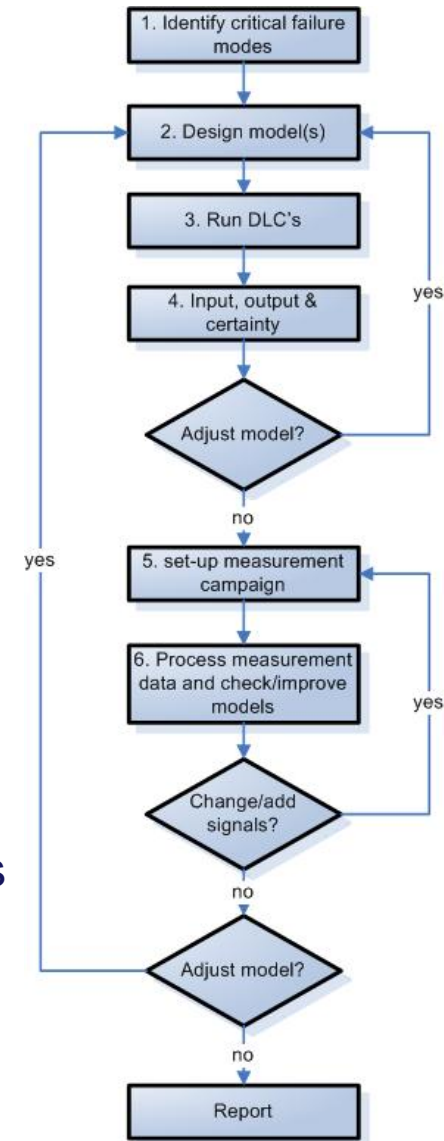 1. Identify critical failure
modes
2. Design model(s)
3. Run DLC's
4. Input, output &
certainty
yes
Adjust model?
no
yes
5. set-up measurement
campaign
6. Process measurement
data and check/improve
models
yes
Change/add
signals?
s
no
Adjust model?
no
Report